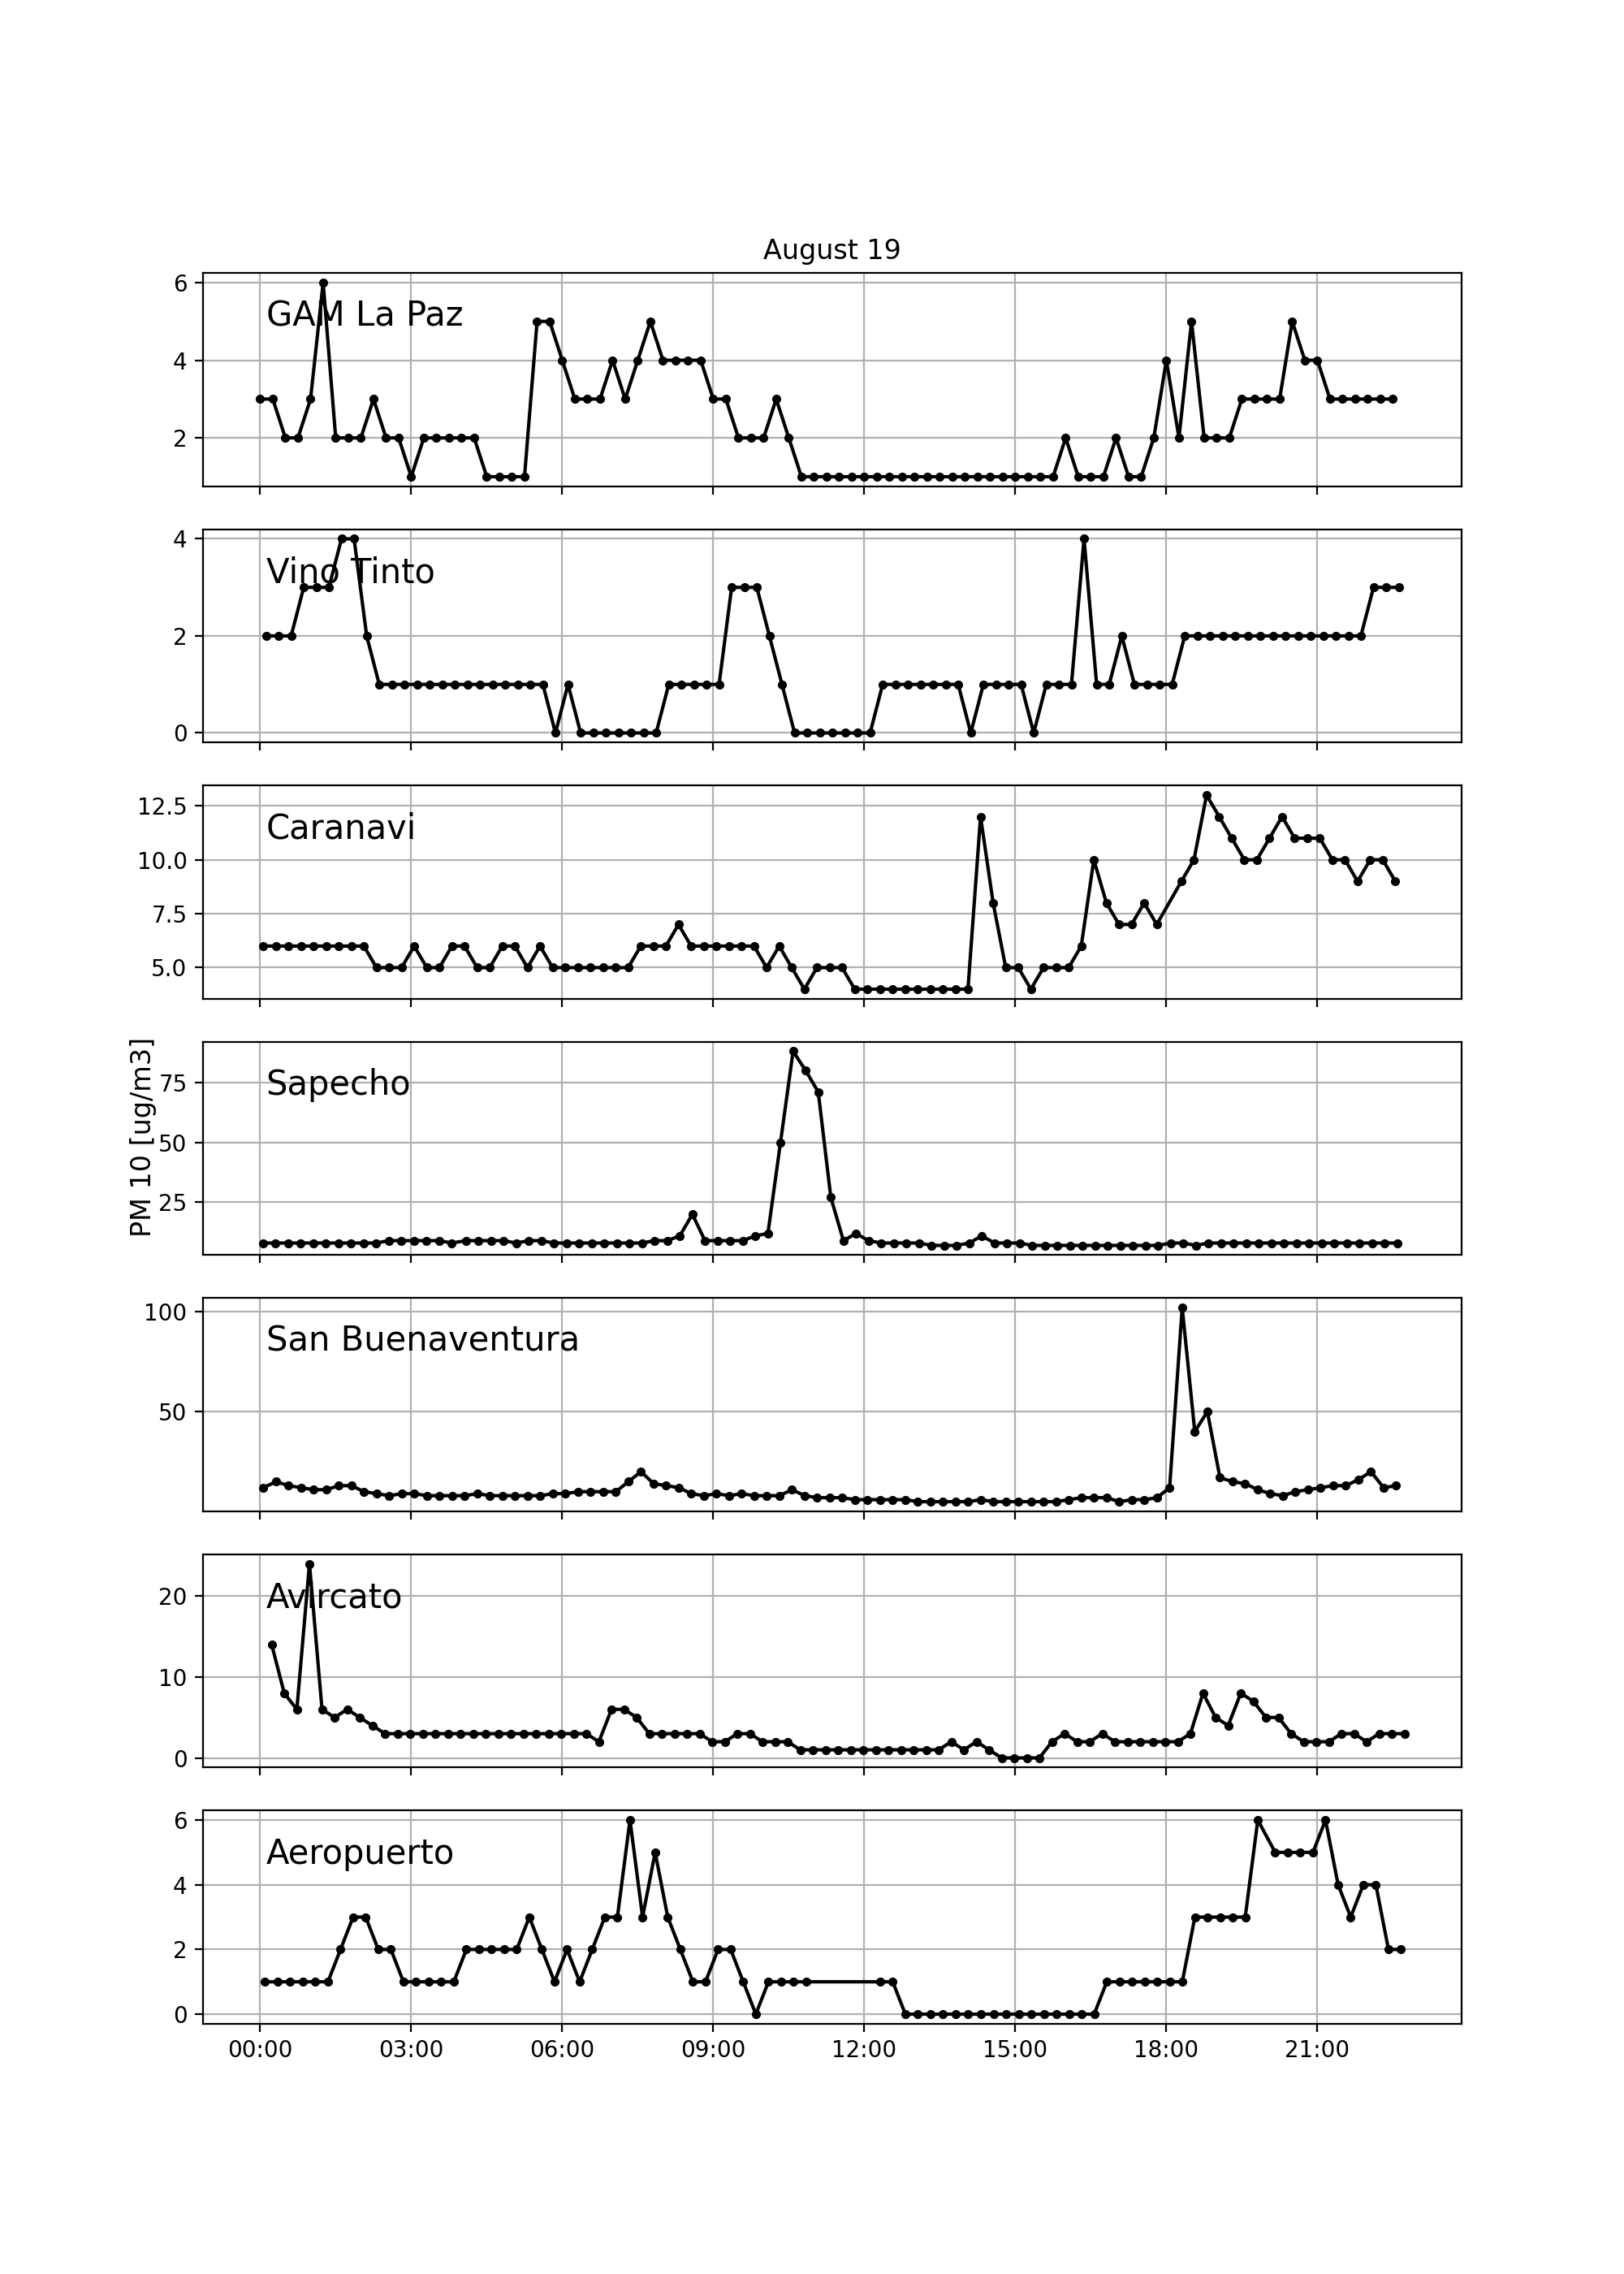 August 19
6
GAM La Paz
4
2
4
Vino Tinto
2
0
12.5
Caranavi
10.0
7.5
5.0
PM 10 [ug/m3]
75
Sapecho
50
25
100
San Buenaventura
50
20
Avircato
10
0
6
Aeropuerto
4
2
0
00:00 03:00 06:00 09:00 12:00 15:00 18:00 21:00